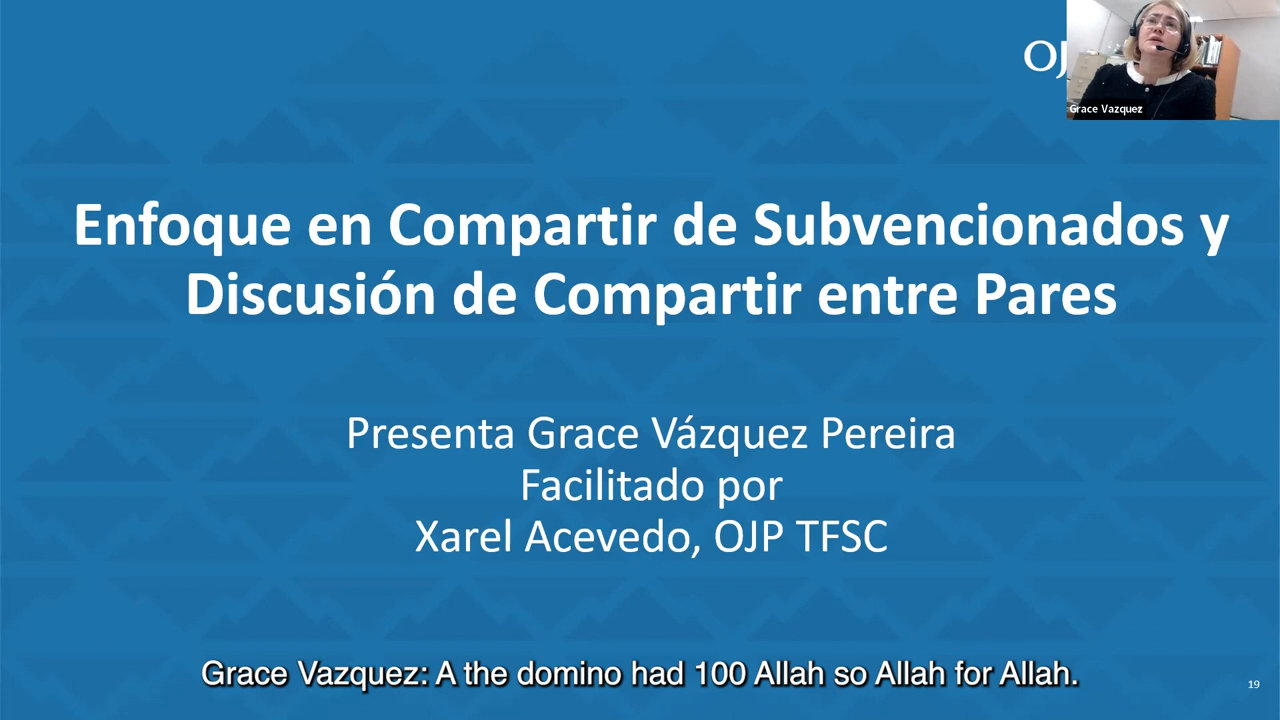 OJ
Grace Vazquez
Enfoque en Compartir de Subvencionados y
Discusión de Compartir entre Pares
Presenta Grace Vázquez Pereira
Facilitado por
Xarel Acevedo, OJP TFSC
Grace Vazquez: A the domino had 100 Allah so Allah for Allah.
19